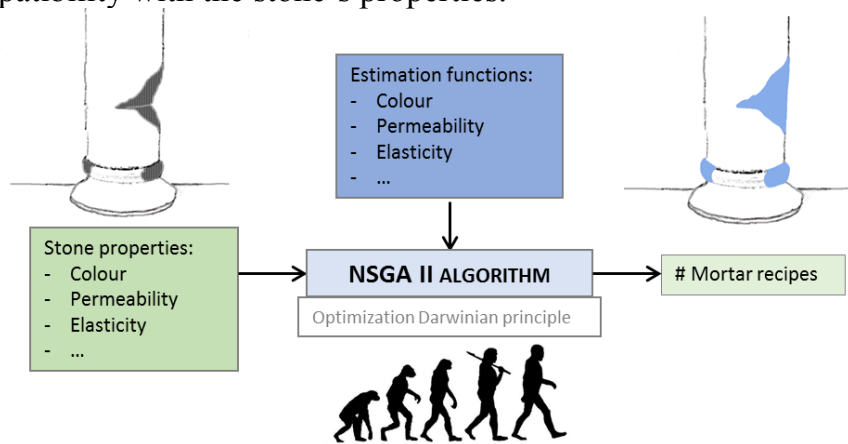 patibility with the stone's properties.
Estimation functions:
- Colour
- Permeability
- Elasticity
- ...
Stone properties:
- Colour
- Permeability
- Elasticity
- ...
NSGA II ALGORITHM
Optimization Darwinian principle
# Mortar recipes